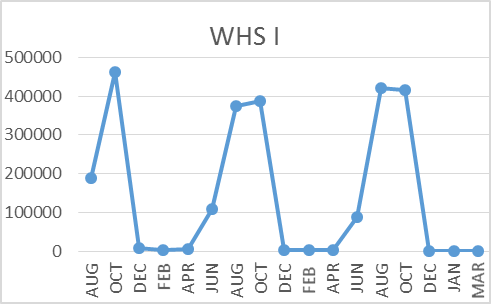 WHS I
500000
400000
300000
200000
100000
0
AUG
OCT
DEC
FEB
APR
JUN
AUG
OCT
DEC
FEB
APR
JUN
AUG
OCT
DEC
JAN
MAR